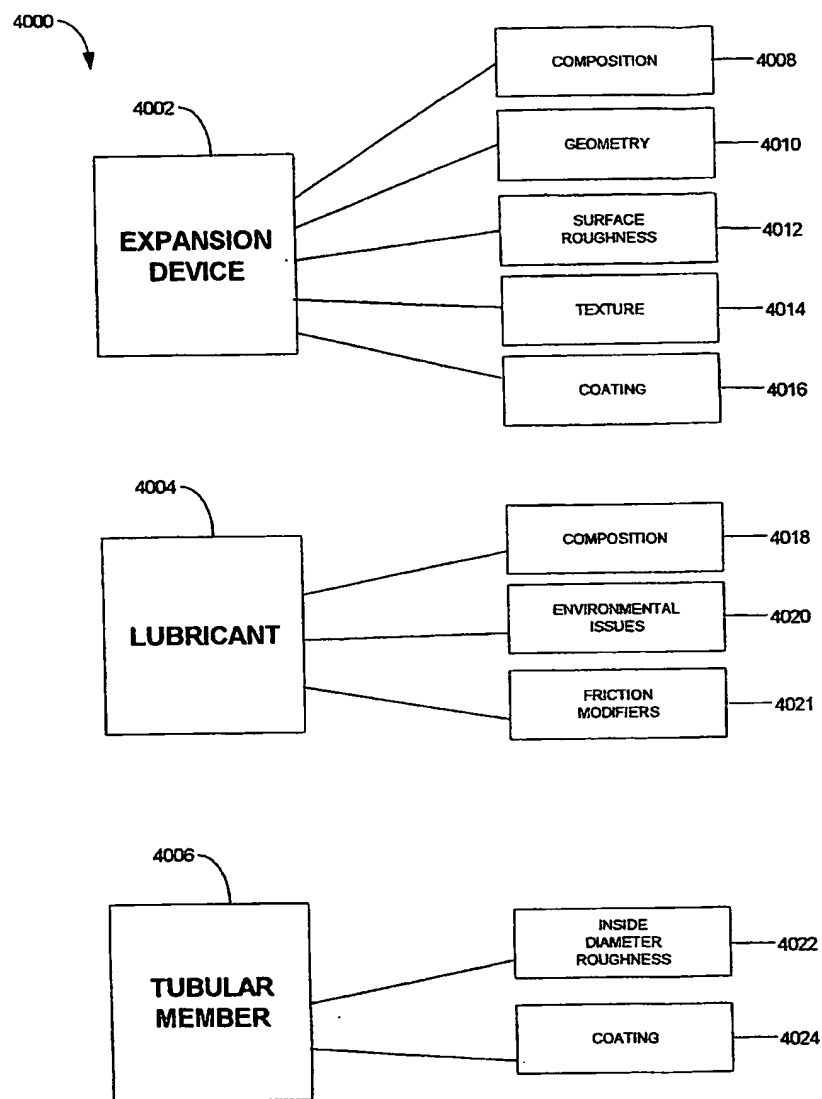 4000
4002
EXPANSION
DEVICE
COMPOSITION
4008
GEOMETRY
4010
SURFACE
ROUGHNESS
4012
TEXTURE
4014
COATING
4016
4004
LUBRICANT
COMPOSITION
4018
ENVIRONMENTAL
ISSUES
4020
FRICTION
MODIFIERS
4021
4006
TUBULAR
MEMBER
INSIDE
DIAMETER
ROUGHNESS
4022
COATING
4024